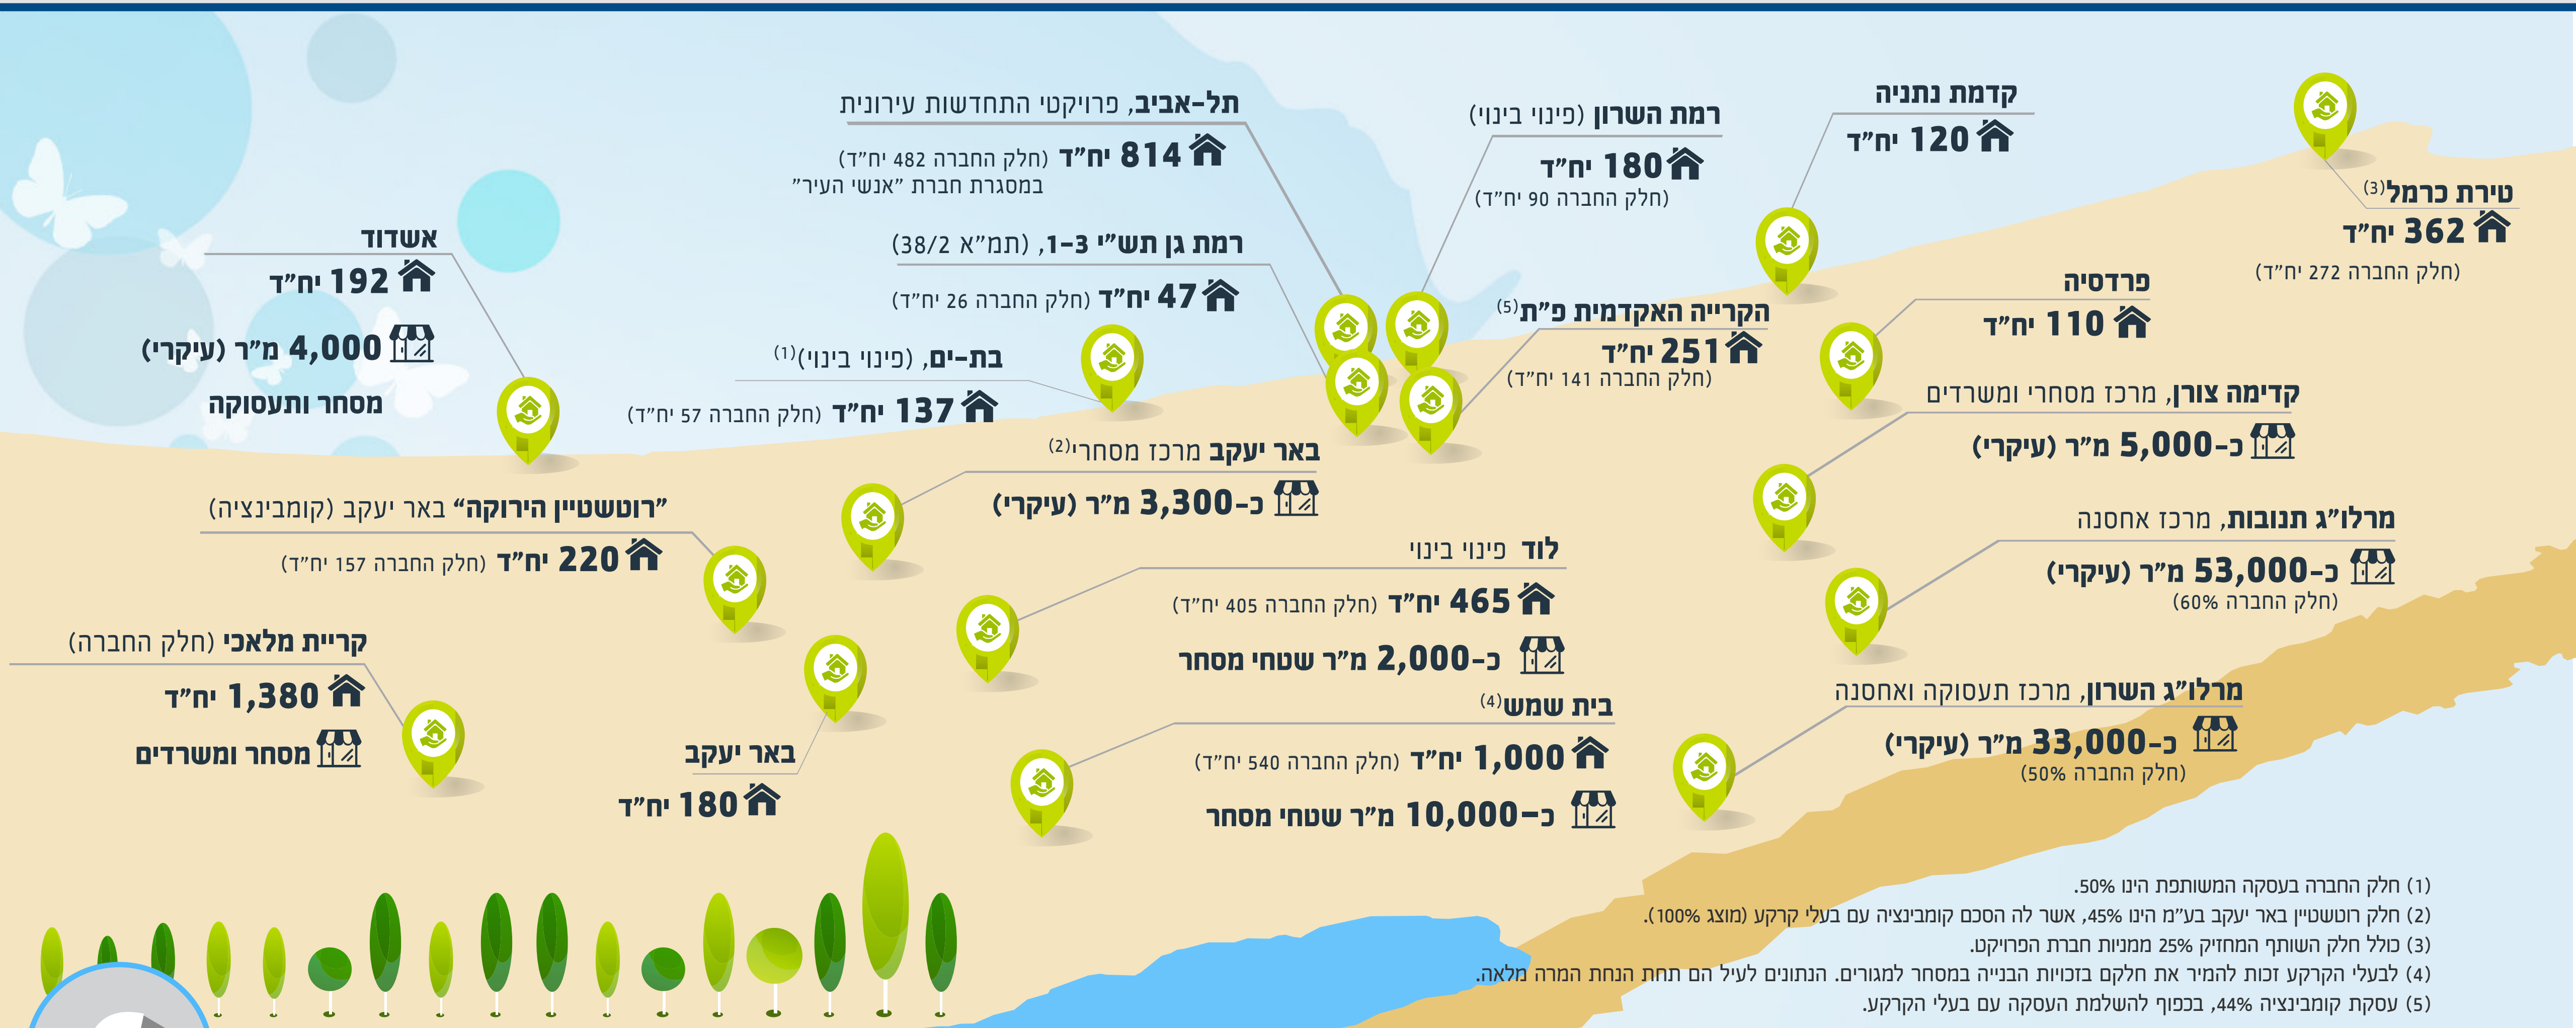 קדמת נתניה
120 יח"ד
טירת כרמל(3)
362 יח"ד
(חלק החברה 272 יח"ד)
רמת השרון (פינוי בינוי)
180 יח"ד
(חלק החברה 90 יח"ד)
תל-אביב, פרויקטי התחדשות עירונית
814 יח"ד (חלק החברה 482 יח"ד)
במסגרת חברת "אנשי העיר"
רמת גן תש"י 1-3, (תמ"א 38/2)
47 יח"ד (חלק החברה 26 יח"ד)
אשדוד
192 יח"ד
4,000 מ"ר (עיקרי)
מסחר ותעסוקה
פרדסיה
110 יח"ד
הקרייה האקדמית פ"ת(5)
251 יח"ד
(חלק החברה 141 יח"ד)
בת-ים, (פינוי בינוי)(1)
137 יח"ד (חלק החברה 57 יח"ד)
קדימה צורן, מרכז מסחרי ומשרדים
כ-5,000 מ"ר (עיקרי)
באר יעקב מרכז מסחרי(2)
כ-3,300 מ"ר (עיקרי)
"רוטשטיין הירוקה" באר יעקב (קומבינציה)
220 יח"ד (חלק החברה 157 יח"ד)
מרלו"ג תנובות, מרכז אחסנה
כ-53,000 מ"ר (עיקרי)
(חלק החברה 60%)
לוד פינוי בינוי
465 יח"ד (חלק החברה 405 יח"ד)
כ-2,000 מ"ר שטחי מסחר
קריית מלאכי (חלק החברה)
1,380 יח"ד
מסחר ומשרדים
מרלו"ג השרון, מרכז תעסוקה ואחסנה
כ-33,000 מ"ר (עיקרי)
(חלק החברה 50%)
בית שמש(4)
1,000 יח"ד (חלק החברה 540 יח"ד)
כ-10,000 מ"ר שטחי מסחר
באר יעקב
180 יח"ד
(1) חלק החברה בעסקה המשותפת הינו 50%.
(2) חלק רוטשטיין באר יעקב בע"מ הינו 45%, אשר לה הסכם קומבינציה עם בעלי קרקע (מוצג 100%).
(3) כולל חלק השותף המחזיק 25% ממניות חברת הפרויקט.
(4) לבעלי הקרקע זכות להמיר את חלקם בזכויות הבנייה במסחר למגורים. הנתונים לעיל הם תחת הנחת המרה מלאה.
(5) עסקת קומבינציה 44%, בכפוף להשלמת העסקה עם בעלי הקרקע.